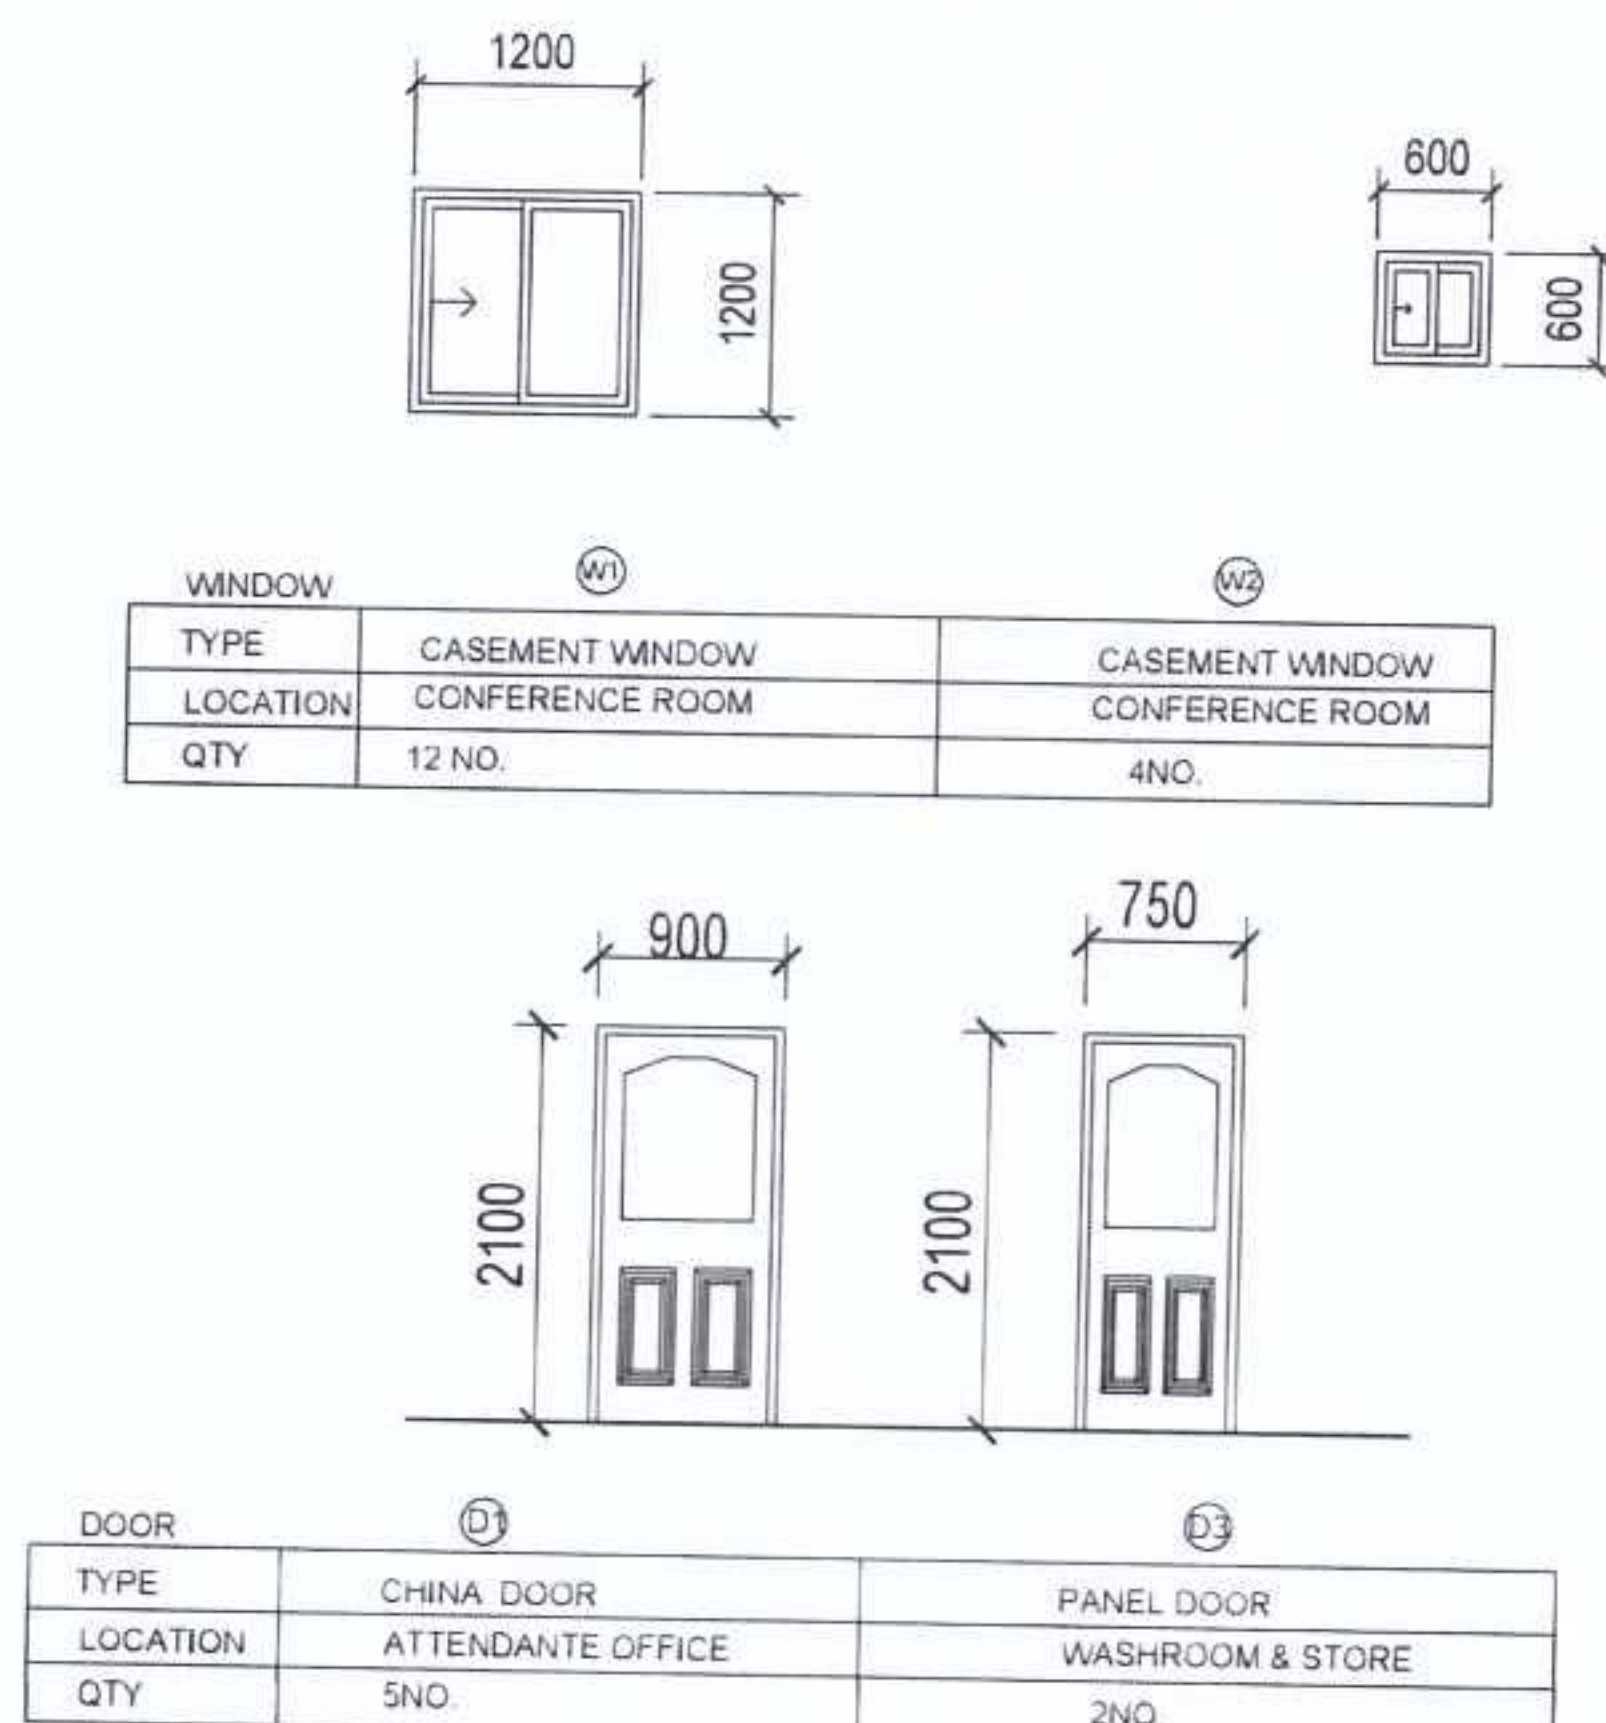 1200
600
1200
600
WINDOW W1 W2
TYPE CASEMENT WINDOW CASEMENT WINDOW
LOCATION CONFERENCE ROOM CONFERENCE ROOM
QTY 12 NO. 4NO.
900 750
2100 2100
DOOR D1 D3
TYPE CHINA DOOR PANEL DOOR
LOCATION ATTENDANTE OFFICE WASHROOM & STORE
QTY 5NO. 2NO